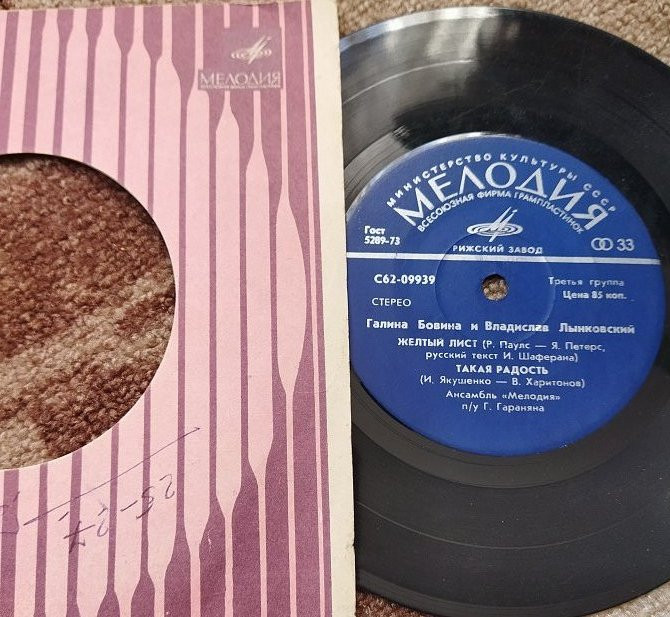 МЕЛОДИЯ
МИНИСТЕРСТВО КУЛЬТУРЫ СССР
МЕЛОДИЯ
ВСЕСОЮЗНАЯ ФИРМА ГРАМПЛАСТИНОК
Гост
5289-73
РИЖСКИЙ ЗАВОД
33
С62-09939
Третья группа
СТЕРЕО
Цена 85 коп.
Галина Бовина и Владислав Лынковский
ЖЕЛТЫЙ ЛИСТ (Р. Паулс — Я. Петерс,
русский текст И. Шаферана)
ТАКАЯ РАДОСТЬ
(И. Якушенко — В. Харитонов)
Ансамбль «Мелодия»
п/у Г. Гараняна
25-27